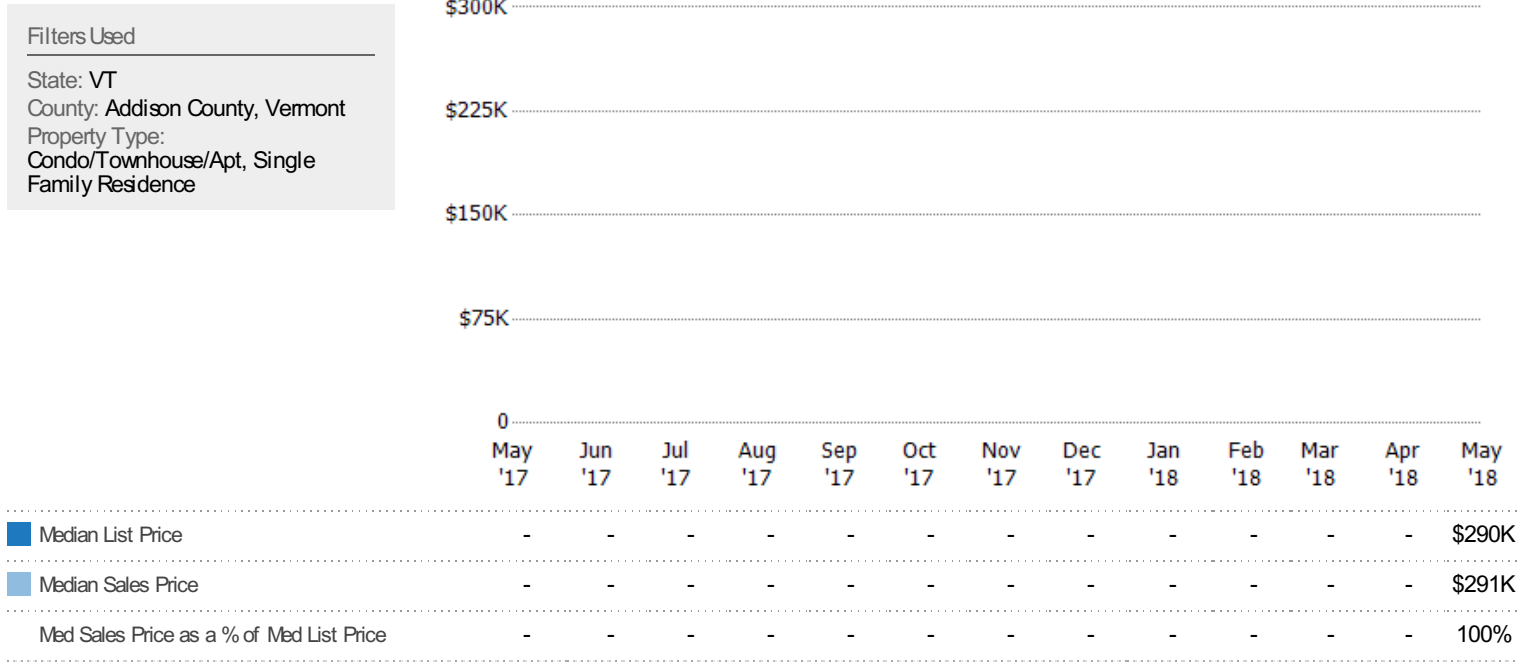 Filters Used
State: VT
County: Addison County, Vermont
Property Type:
Condo/Townhouse/Apt, Single
Family Residence
$300K
$225K
$150K
$75K
0
May Jun Jul Aug Sep Oct Nov Dec Jan Feb Mar Apr May
'17 '17 '17 '17 '17 '17 '17 '17 '18 '18 '18 '18 '18
Median List Price - - - - - - - - - - - - $290K
Median Sales Price - - - - - - - - - - - - $291K
Med Sales Price as a % of Med List Price - - - - - - - - - - - - 100%